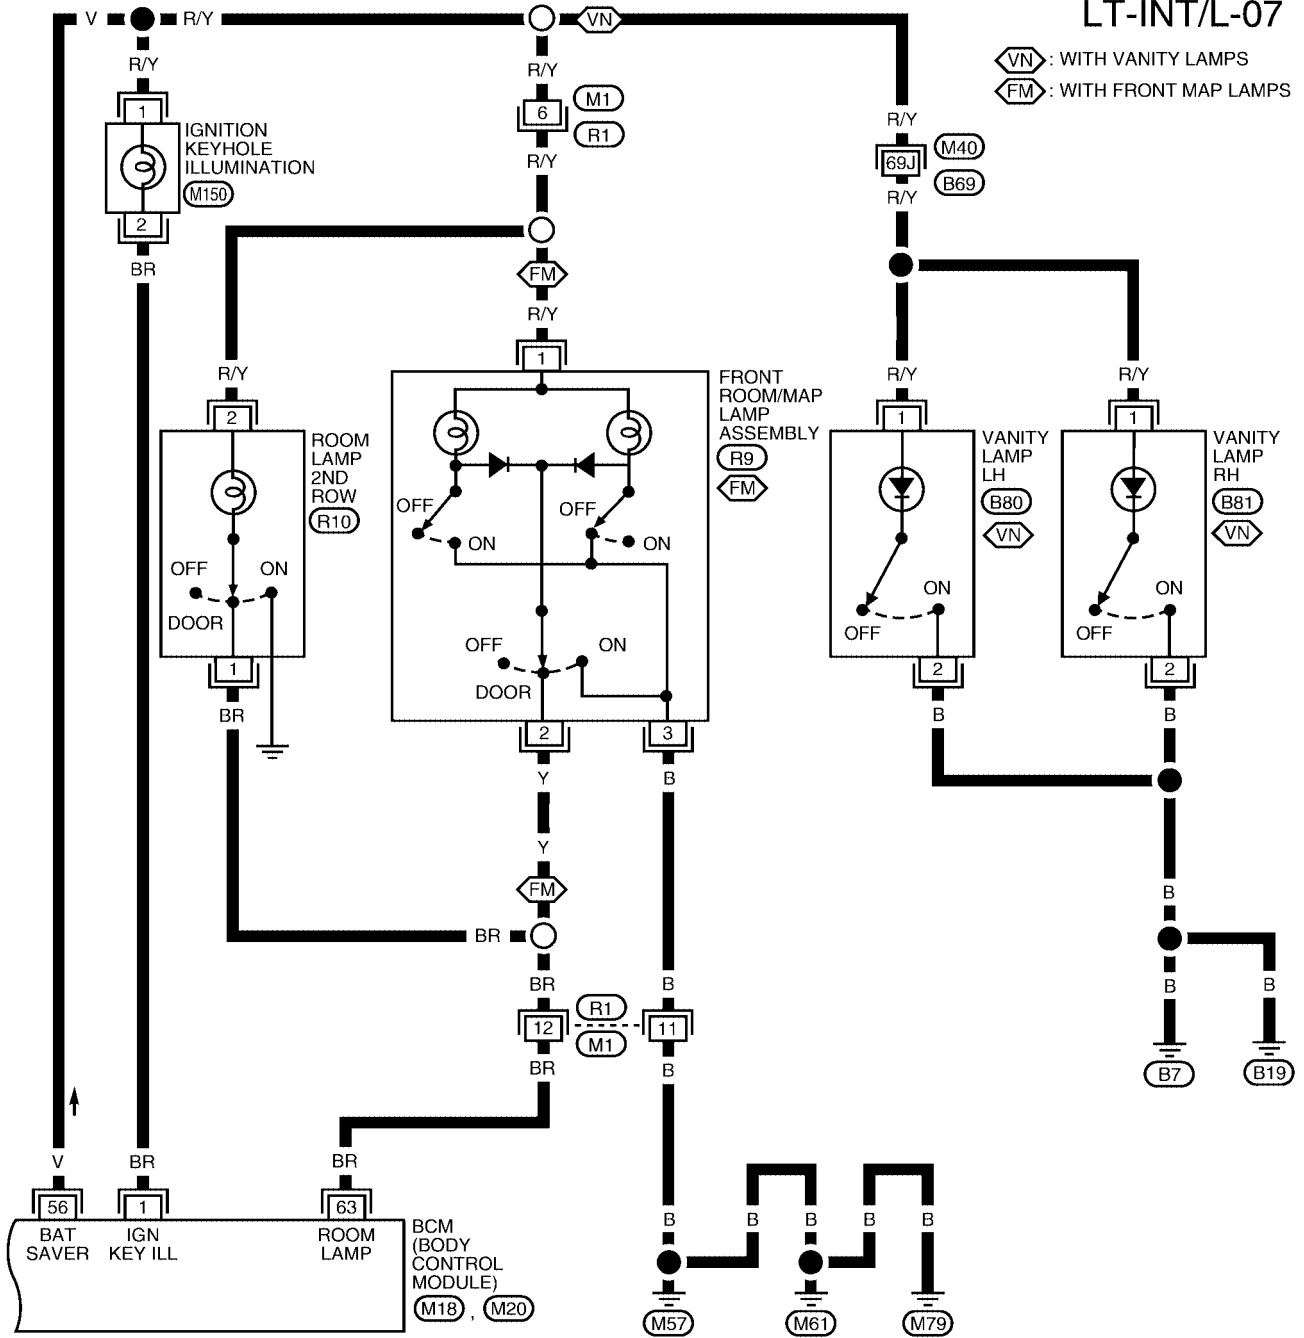 LT-INT/L-07
VN : WITH VANITY LAMPS
FM : WITH FRONT MAP LAMPS
V
R/Y
VN
R/Y
R/Y
1
IGNITION
KEYHOLE
ILLUMINATION
M150
2
BR
6
M1
R1
R/Y
R/Y
69J
M40
B69
R/Y
FM
R/Y
R/Y
R/Y
R/Y
2
ROOM
LAMP
2ND
ROW
R10
OFF
ON
DOOR
1
BR
1
FRONT
ROOM/MAP
LAMP
ASSEMBLY
R9
FM
OFF
ON
OFF
ON
OFF
ON
DOOR
2
3
Y
B
Y
FM
BR
BR
B
12
R1
M1
11
BR
B
1
VANITY
LAMP
LH
B80
VN
ON
OFF
2
B
1
VANITY
LAMP
RH
B81
VN
ON
OFF
2
B
B
B
B
B7
B19
V
BR
BR
56
1
63
BAT
SAVER
IGN
KEY ILL
ROOM
LAMP
BCM
(BODY
CONTROL
MODULE)
M18 , M20
B
B
B
B
B
M57
M61
M79